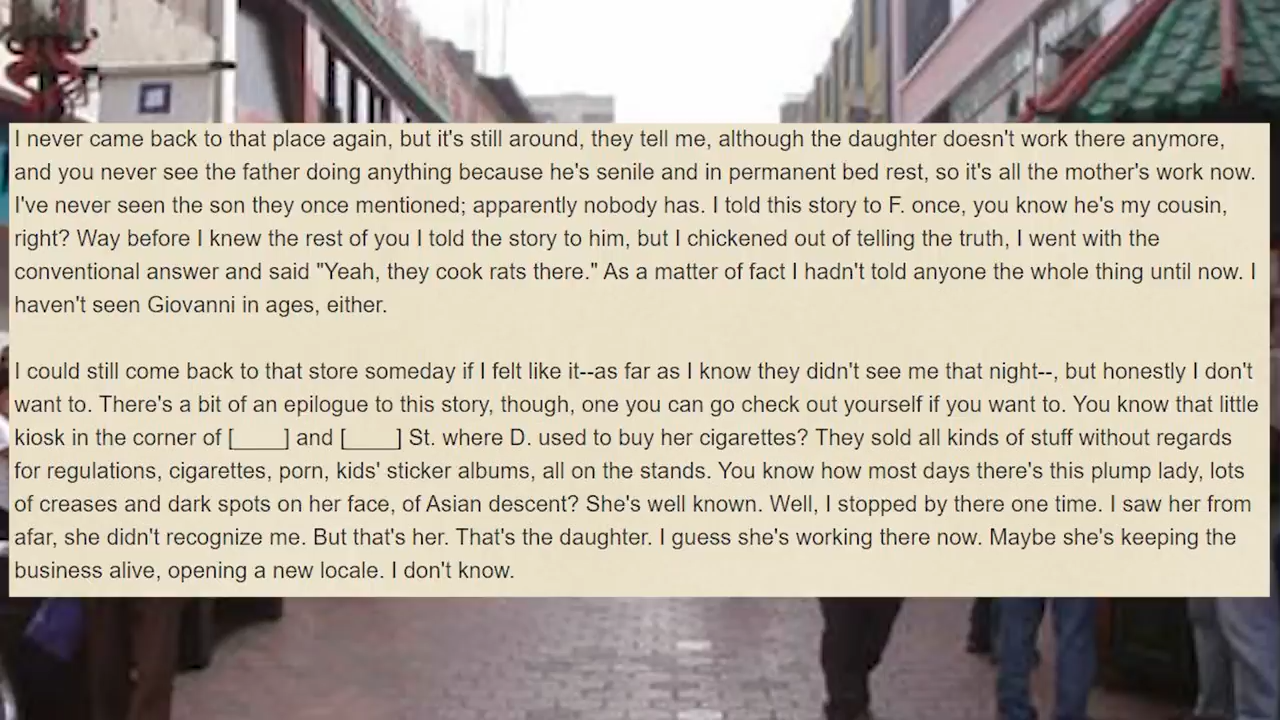 I never came back to that place again, but it's still around, they tell me, although the daughter doesn't work there anymore,
and you never see the father doing anything because he's senile and in permanent bed rest, so it's all the mother's work now.
I've never seen the son they once mentioned; apparently nobody has. I told this story to F. once, you know he's my cousin,
right? Way before I knew the rest of you I told the story to him, but I chickened out of telling the truth, I went with the
conventional answer and said "Yeah, they cook rats there." As a matter of fact I hadn't told anyone the whole thing until now. I
haven't seen Giovanni in ages, either.
I could still come back to that store someday if I felt like it--as far as I know they didn't see me that night--, but honestly I don't
want to. There's a bit of an epilogue to this story, though, one you can go check out yourself if you want to. You know that little
kiosk in the corner of [____] and [____] St. where D. used to buy her cigarettes? They sold all kinds of stuff without regards
for regulations, cigarettes, porn, kids' sticker albums, all on the stands. You know how most days there's this plump lady, lots
of creases and dark spots on her face, of Asian descent? She's well known. Well, I stopped by there one time. I saw her from
afar, she didn't recognize me. But that's her. That's the daughter. I guess she's working there now. Maybe she's keeping the
business alive, opening a new locale. I don't know.